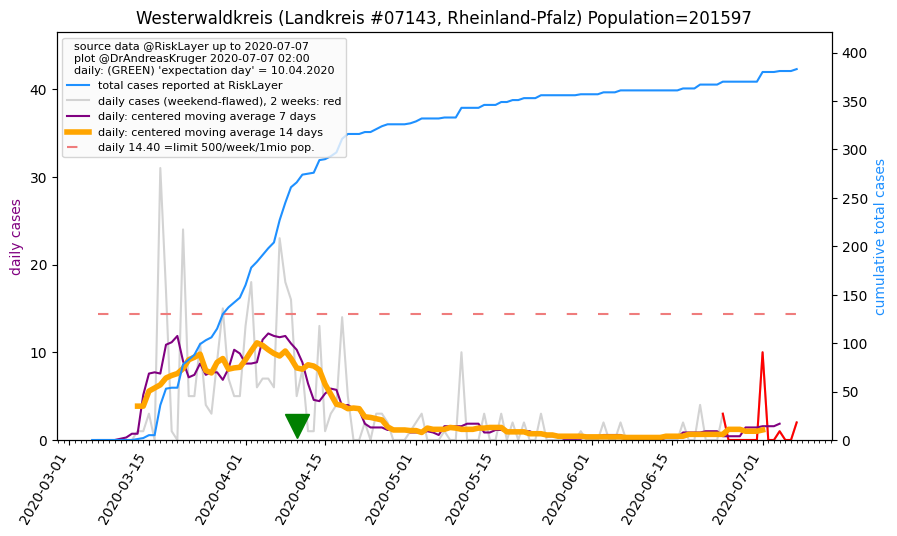 Westerwaldkreis (Landkreis #07143, Rheinland-Pfalz) Population=201597
source data @RiskLayer up to 2020-07-07
plot @DrAndreasKruger 2020-07-07 02:00
daily: (GREEN) 'expectation day' = 10.04.2020
total cases reported at RiskLayer
daily cases (weekend-flawed), 2 weeks: red
daily: centered moving average 7 days
daily: centered moving average 14 days
daily 14.40 =limit 500/week/1mio pop.
daily cases
0
10
20
30
40
cumulative total cases
0
50
100
150
200
250
300
350
400
2020-03-01
2020-03-15
2020-04-01
2020-04-15
2020-05-01
2020-05-15
2020-06-01
2020-06-15
2020-07-01